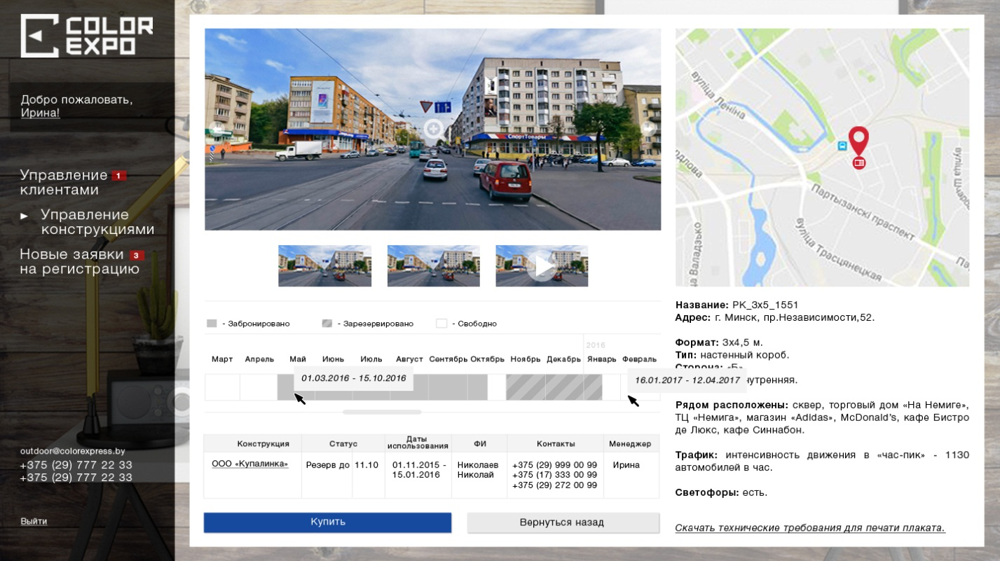 COLOR
EXPO
Добро пожаловать,
Ирина!
Управление 1
клиентами
► Управление
конструкциями
Новые заявки 3
на регистрацию
outdoor@colorexpress.by
+375 (29) 777 22 33
+375 (29) 777 22 33
Выйти
СпортТовары
- Забронировано - Зарезервировано - Свободно
2016
Март Апрель Май Июнь Июль Август Сентябрь Октябрь Ноябрь Декабрь Январь Февраль
01.03.2016 - 15.10.2016
16.01.2017 - 12.04.2017
Конструкция Статус Даты использования ФИ Контакты Менеджер
ООО «Купалинка» Резерв до 11.10 01.11.2015 - Николаев +375 (29) 999 00 99 Ирина
15.01.2016 Николай +375 (17) 333 00 99
+375 (29) 272 00 99
Купить Вернуться назад
вуліца Леніна
Партызанскі праспект
вуліца Трасцянецкая
ца Валадзько
рдлова
Па
Название: РК_3х5_1551
Адрес: г. Минск, пр.Независимости,52.
Формат: 3х4,5 м.
Тип: настенный короб.
Сторона: «Б»
нутренняя.
Рядом расположены: сквер, торговый дом «На Немиге»,
ТЦ «Немига», магазин «Adidas», McDonald's, кафе Бистро
де Люкс, кафе Синнабон.
Трафик: интенсивность движения в «час-пик» - 1130
автомобилей в час.
Светофоры: есть.
Скачать технические требования для печати плаката.